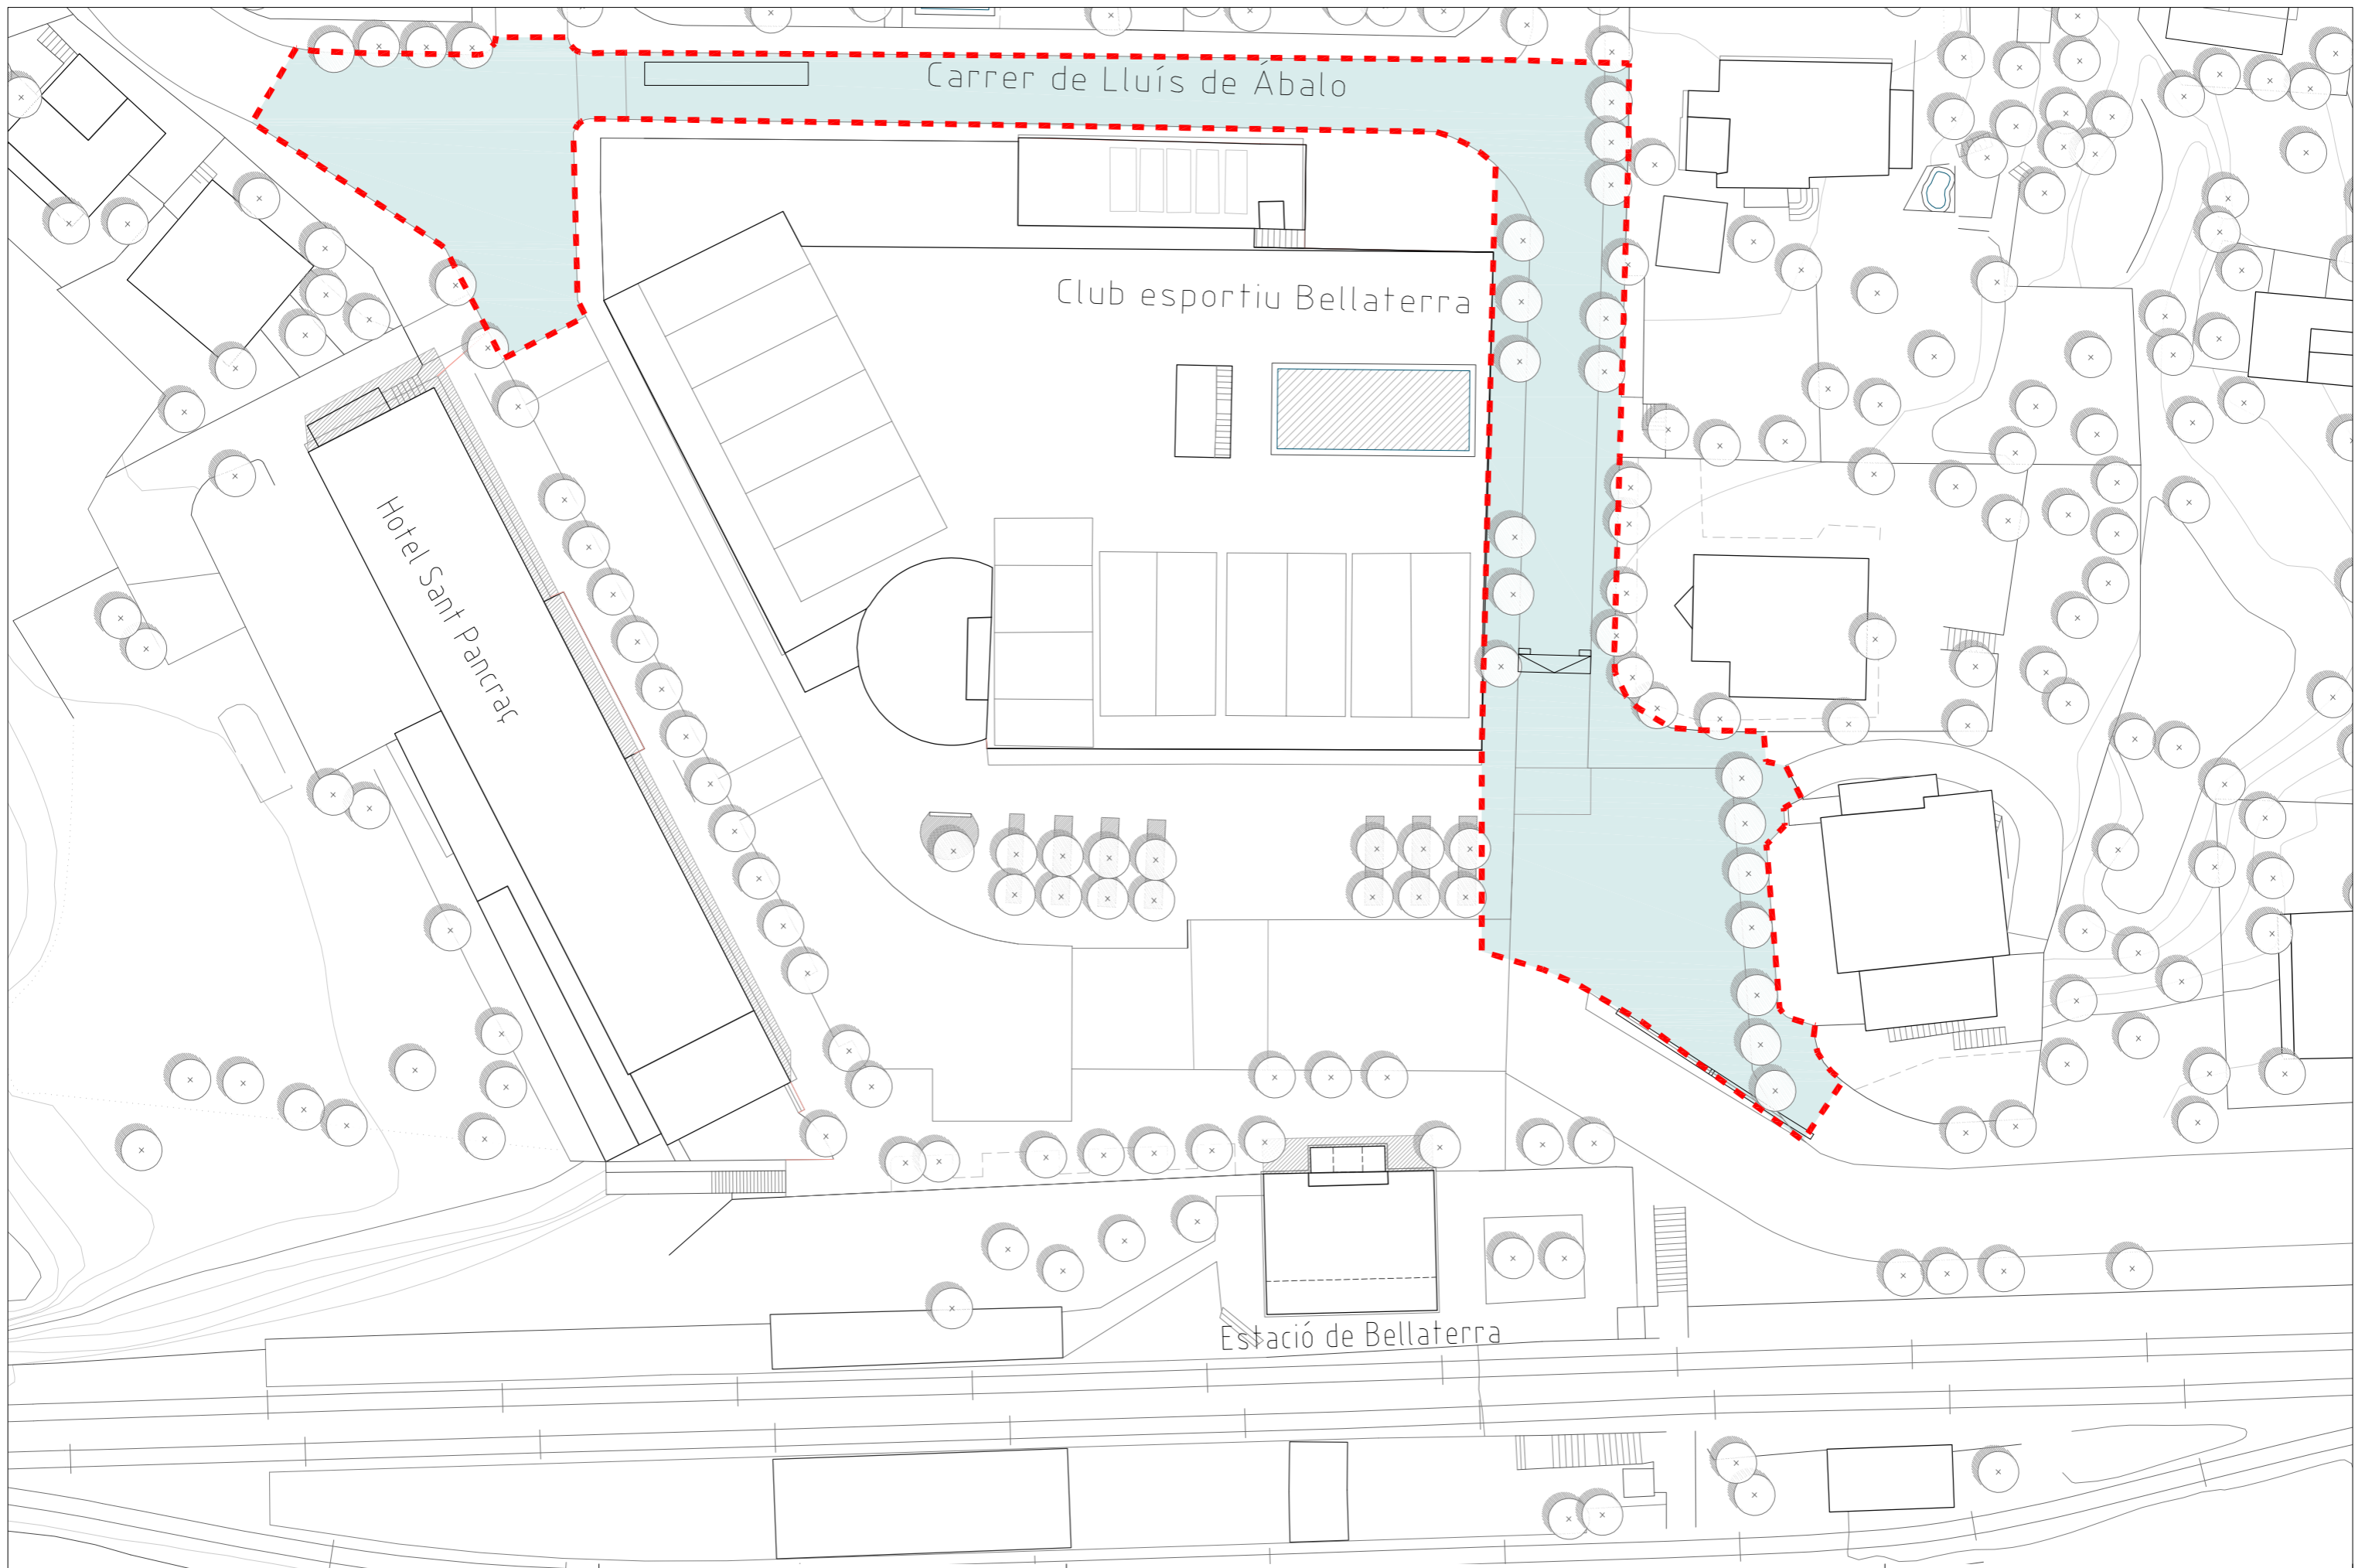 Carrer de Lluís de Ábalo
Club esportiu Bellaterra
Hotel Sant Pancraç
Estació de Bellaterra